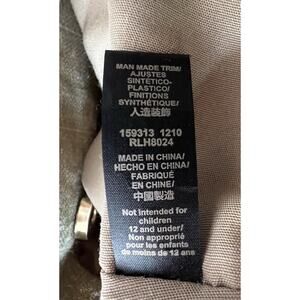 MAN MADE TRIM/
AJUSTES
SINTÉTICO-
PLASTICO/
FINITIONS
SYNTHÉTIQUE/
人造装飾
159313 1210
RLH8024
MADE IN CHINA/
HECHO EN CHINA/
FABRIQUÉ
EN CHINE/
中國製造
Not intended for
children
12 and under/
Non approprié
pour les enfants
de moins de 12 ans